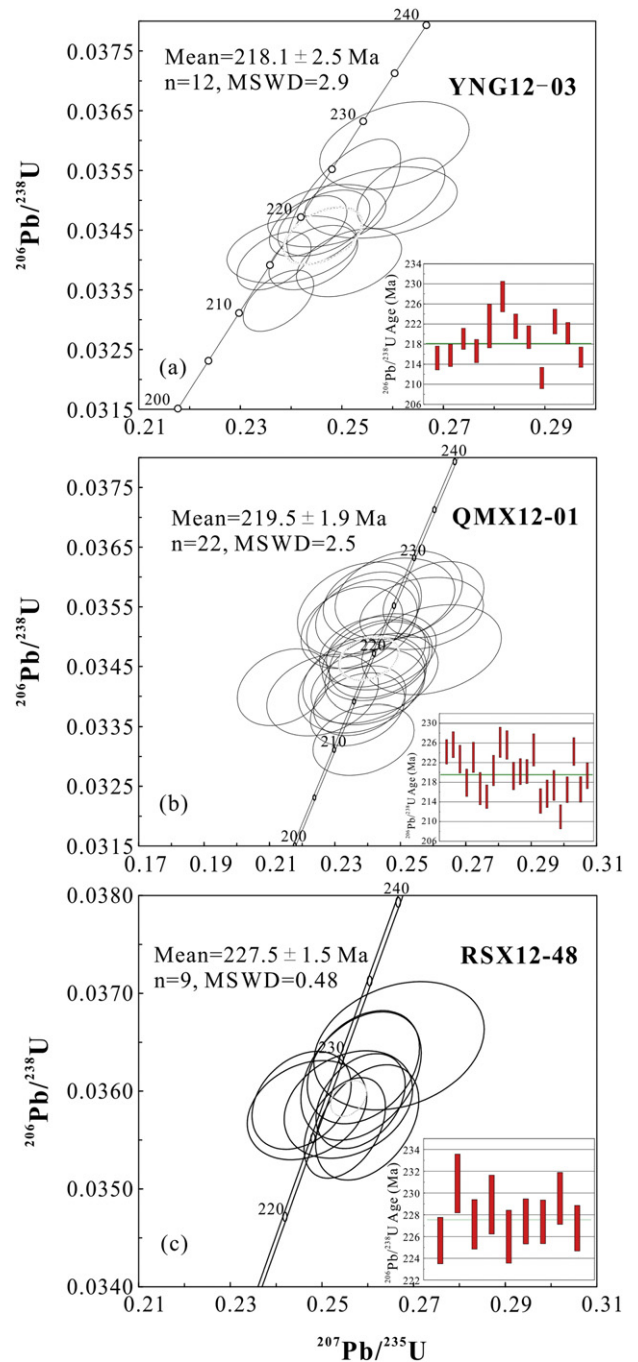 240
0.0375
Mean=218.1 ± 2.5 Ma
n=12, MSWD=2.9
YNG12-03
230
0.0365
0.0355
220
0.0345
²⁰⁶Pb/²³⁸U
0.0335
210
0.0325
(a)
200
0.0315
0.21 0.23 0.25 0.27 0.29
²⁰⁶Pb/²³⁸U Age (Ma)
234
230
226
222
218
214
210
206
240
0.0375
Mean=219.5 ± 1.9 Ma
n=22, MSWD=2.5
QMX12-01
230
0.0365
0.0355
220
0.0345
²⁰⁶Pb/²³⁸U
0.0335
210
0.0325
(b)
200
0.0315
0.17 0.19 0.21 0.23 0.25 0.27 0.29 0.31
²⁰⁶Pb/²³⁸U Age (Ma)
230
226
222
218
214
210
206
0.0380
240
Mean=227.5 ± 1.5 Ma
n=9, MSWD=0.48
RSX12-48
0.0370
230
0.0360
²⁰⁶Pb/²³⁸U
0.0350
220
(c)
0.0340
0.21 0.23 0.25 0.27 0.29 0.31
²⁰⁶Pb/²³⁸U Age (Ma)
234
232
230
228
226
224
222
²⁰⁷Pb/²³⁵U